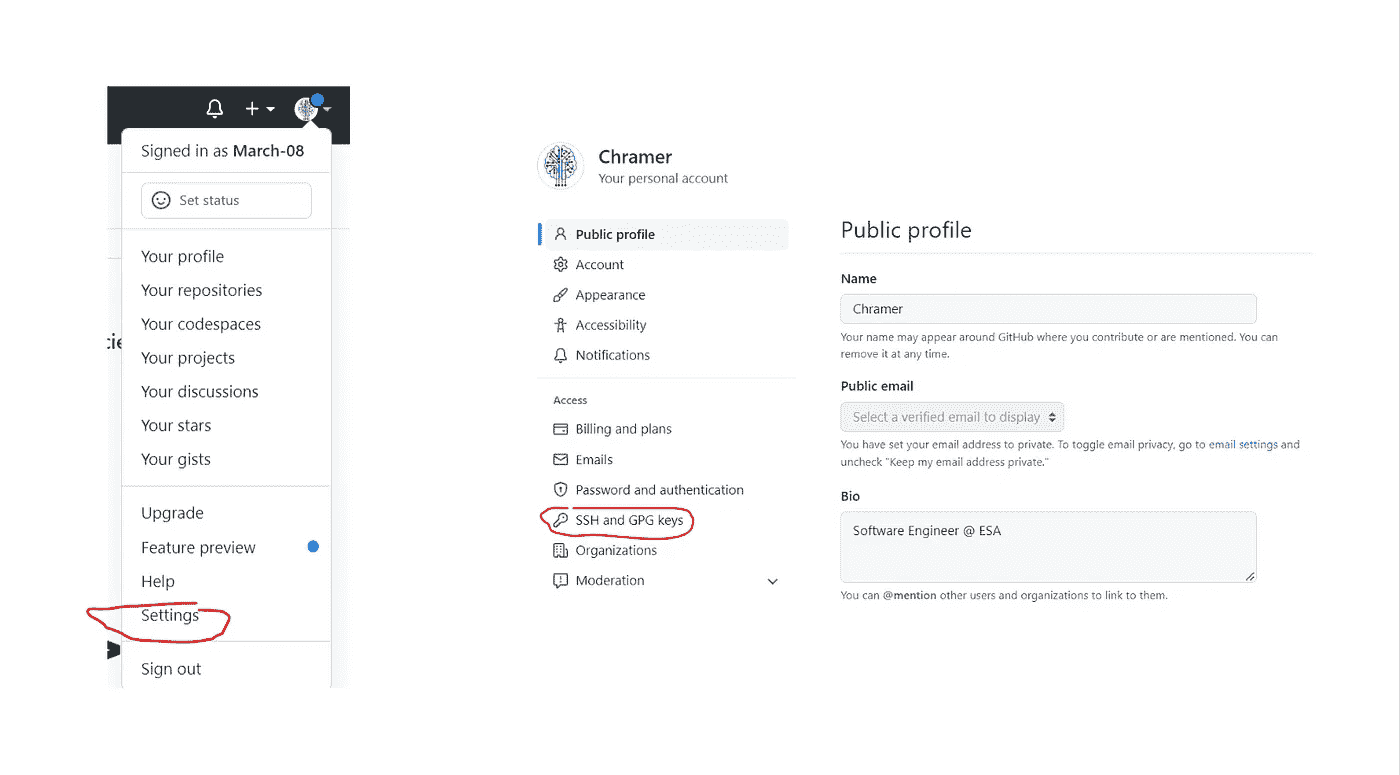 Signed in as March-08
Set status
Your profile
Your repositories
Your codespaces
Your projects
Your discussions
Your stars
Your gists
Upgrade
Feature preview
Help
Settings
Sign out
Chramer
Your personal account
Public profile
Account
Appearance
Accessibility
Notifications
Access
Billing and plans
Emails
Password and authentication
SSH and GPG keys
Organizations
Moderation
Public profile
Name
Chramer
Your name may appear around GitHub where you contribute or are mentioned. You can
remove it at any time.
Public email
Select a verified email to display
You have set your email address to private. To toggle email privacy, go to email settings and
uncheck "Keep my email address private."
Bio
Software Engineer @ ESA
You can @mention other users and organizations to link to them.